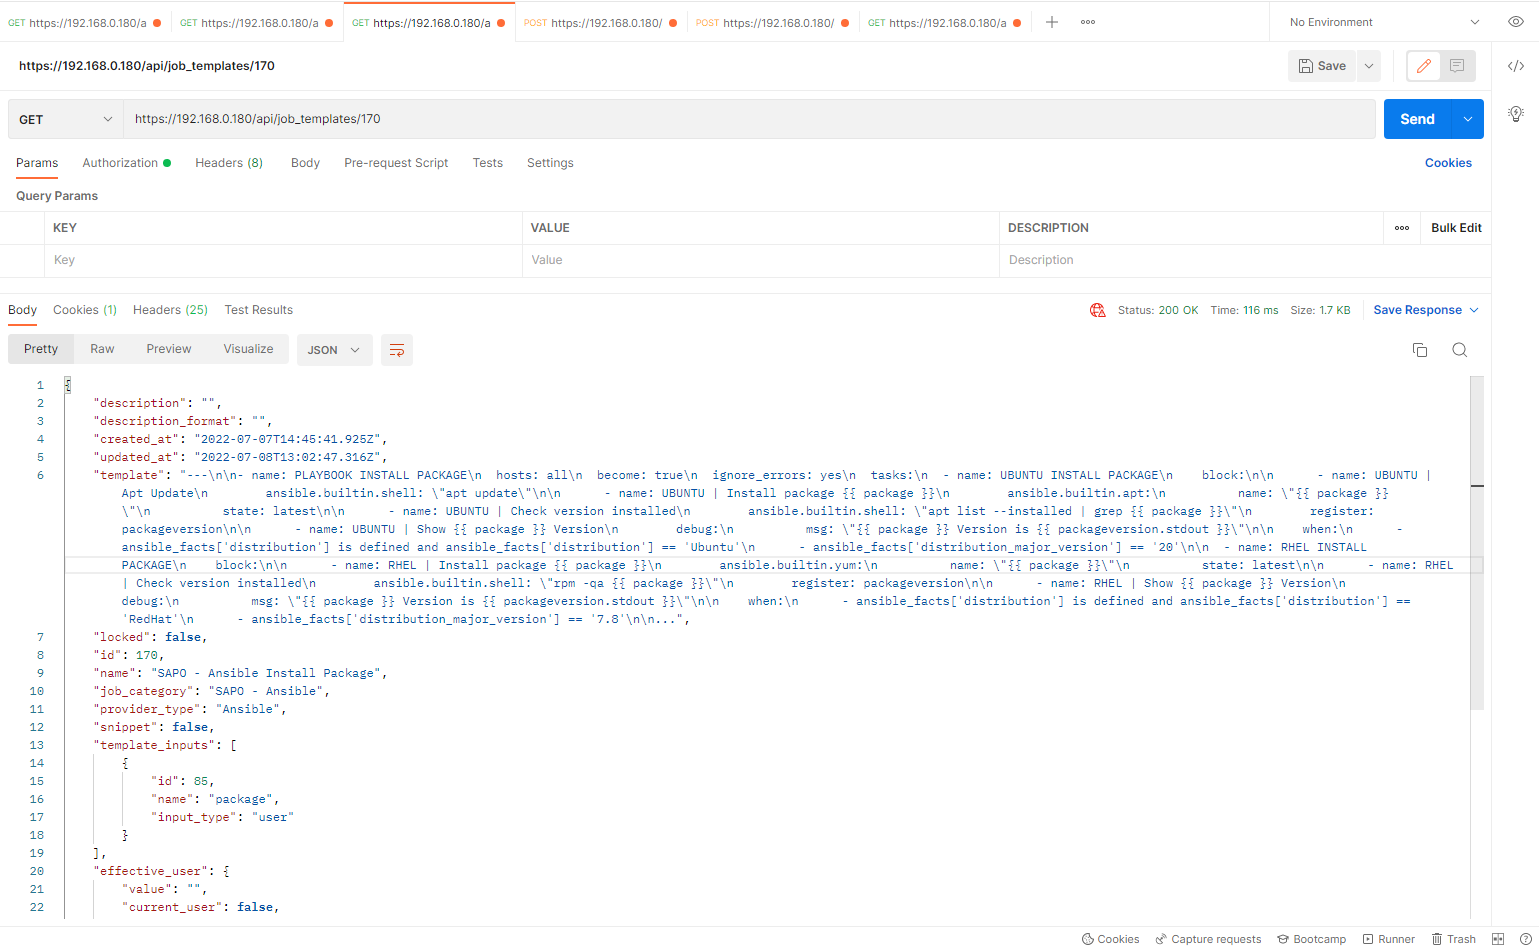 GET https://192.168.0.180/a GET https://192.168.0.180/a GET https://192.168.0.180/a POST https://192.168.0.180/ POST https://192.168.0.180/ GET https://192.168.0.180/a No Environment
https://192.168.0.180/api/job_templates/170 Save
GET https://192.168.0.180/api/job_templates/170 Send
Params Authorization Headers (8) Body Pre-request Script Tests Settings Cookies
Query Params
KEY VALUE DESCRIPTION Bulk Edit
Key Value Description
Body Cookies (1) Headers (25) Test Results Status: 200 OK Time: 116 ms Size: 1.7 KB Save Response
Pretty Raw Preview Visualize JSON
1 {
2 "description": "",
3 "description_format": "",
4 "created_at": "2022-07-07T14:45:41.925Z",
5 "updated_at": "2022-07-08T13:02:47.316Z",
6 "template": "---\n\n- name: PLAYBOOK INSTALL PACKAGE\n  hosts: all\n  become: true\n  ignore_errors: yes\n  tasks:\n  - name: UBUNTU INSTALL PACKAGE\n    block:\n\n      - name: UBUNTU |
Apt Update\n        ansible.builtin.shell: \"apt update\"\n\n      - name: UBUNTU | Install package {{ package }}\n        ansible.builtin.apt:\n          name: \"{{ package }}
\"\n          state: latest\n\n      - name: UBUNTU | Check version installed\n        ansible.builtin.shell: \"apt list --installed | grep {{ package }}\"\n        register:
packageversion\n\n      - name: UBUNTU | Show {{ package }} Version\n        debug:\n          msg: \"{{ package }} Version is {{ packageversion.stdout }}\"\n\n    when:\n      -
ansible_facts['distribution'] is defined and ansible_facts['distribution'] == 'Ubuntu'\n      - ansible_facts['distribution_major_version'] == '20'\n\n  - name: RHEL INSTALL
PACKAGE\n    block:\n\n      - name: RHEL | Install package {{ package }}\n        ansible.builtin.yum:\n          name: \"{{ package }}\"\n          state: latest\n\n      - name: RHEL
| Check version installed\n        ansible.builtin.shell: \"rpm -qa {{ package }}\"\n        register: packageversion\n\n      - name: RHEL | Show {{ package }} Version\n
debug:\n          msg: \"{{ package }} Version is {{ packageversion.stdout }}\"\n\n    when:\n      - ansible_facts['distribution'] is defined and ansible_facts['distribution'] ==
'RedHat'\n      - ansible_facts['distribution_major_version'] == '7.8'\n\n...",
7 "locked": false,
8 "id": 170,
9 "name": "SAPO - Ansible Install Package",
10 "job_category": "SAPO - Ansible",
11 "provider_type": "Ansible",
12 "snippet": false,
13 "template_inputs": [
14 {
15 "id": 85,
16 "name": "package",
17 "input_type": "user"
18 }
19 ],
20 "effective_user": {
21 "value": "",
22 "current_user": false,
Cookies Capture requests Bootcamp Runner Trash